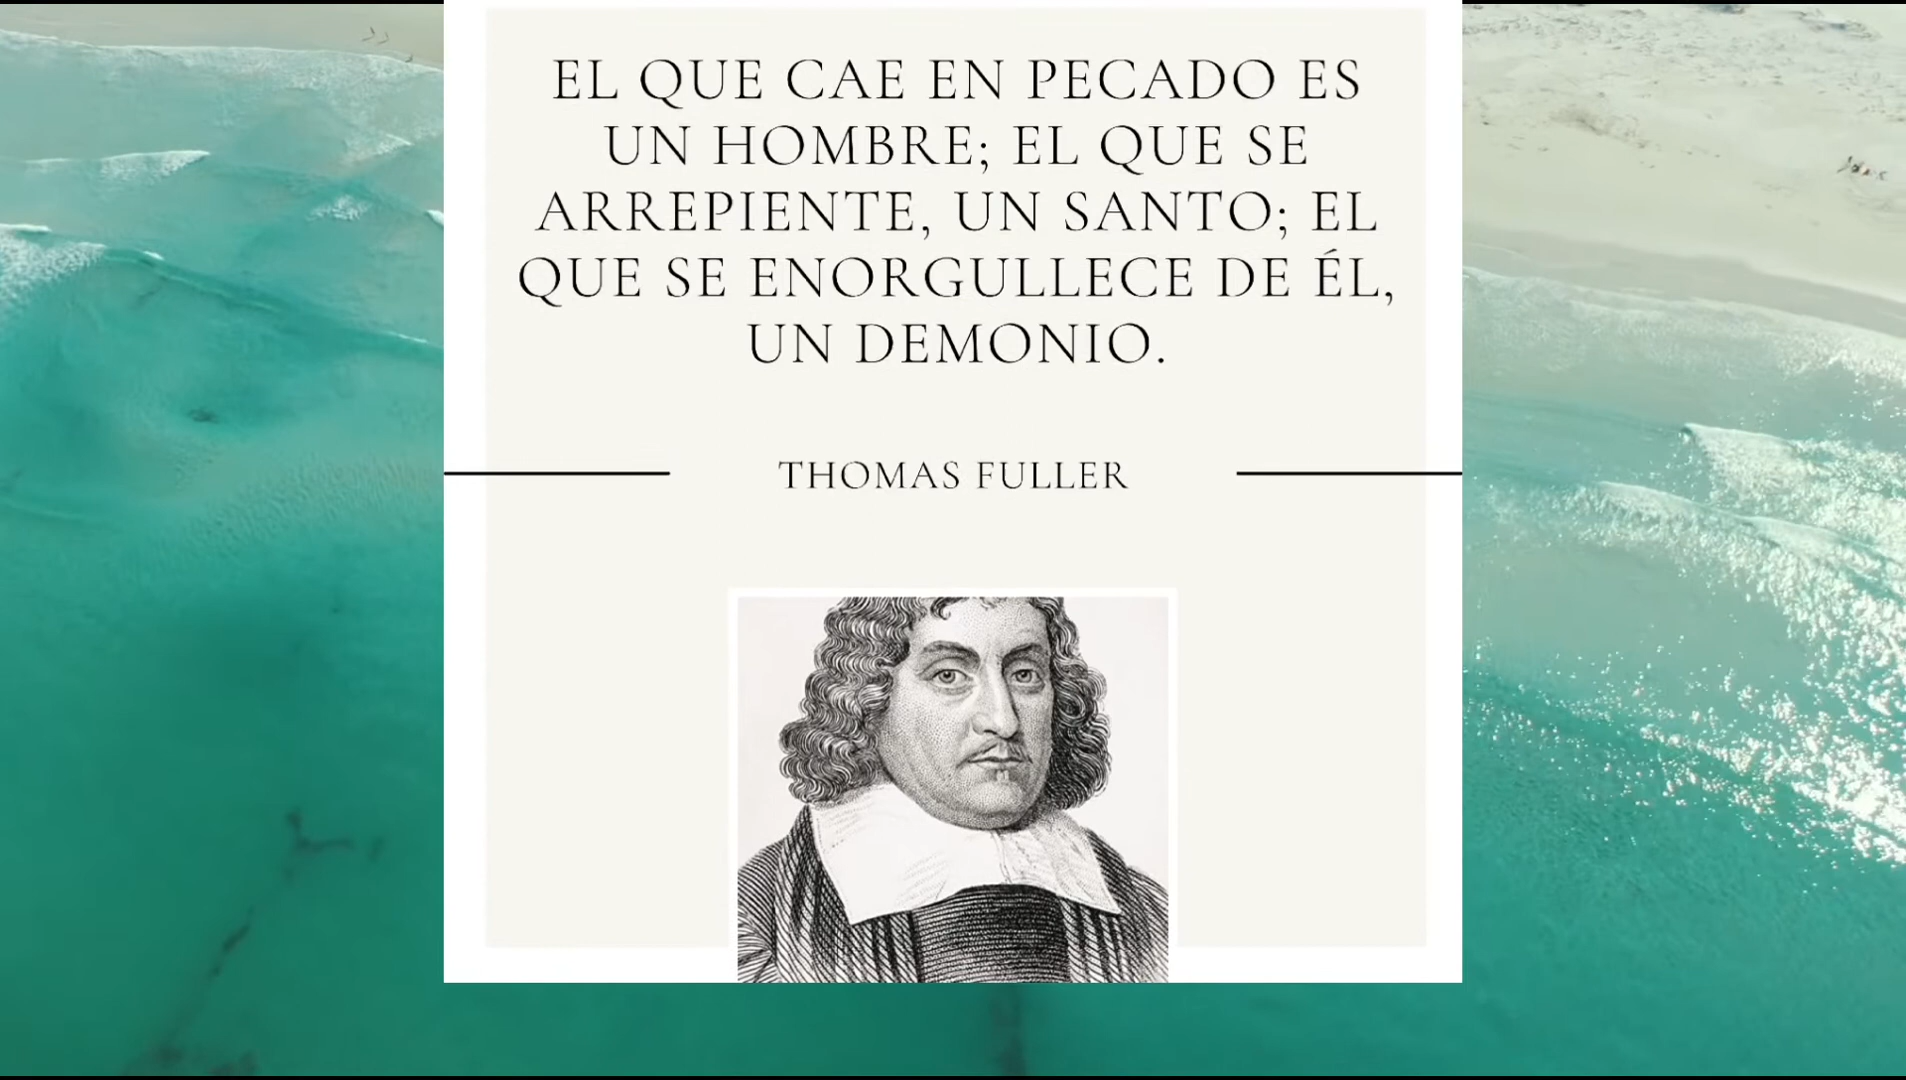 EL QUE CAE EN PECADO ES
UN HOMBRE; EL QUE SE
ARREPIENTE, UN SANTO; EL
QUE SE ENORGULLECE DE ÉL,
UN DEMONIO.
THOMAS FULLER